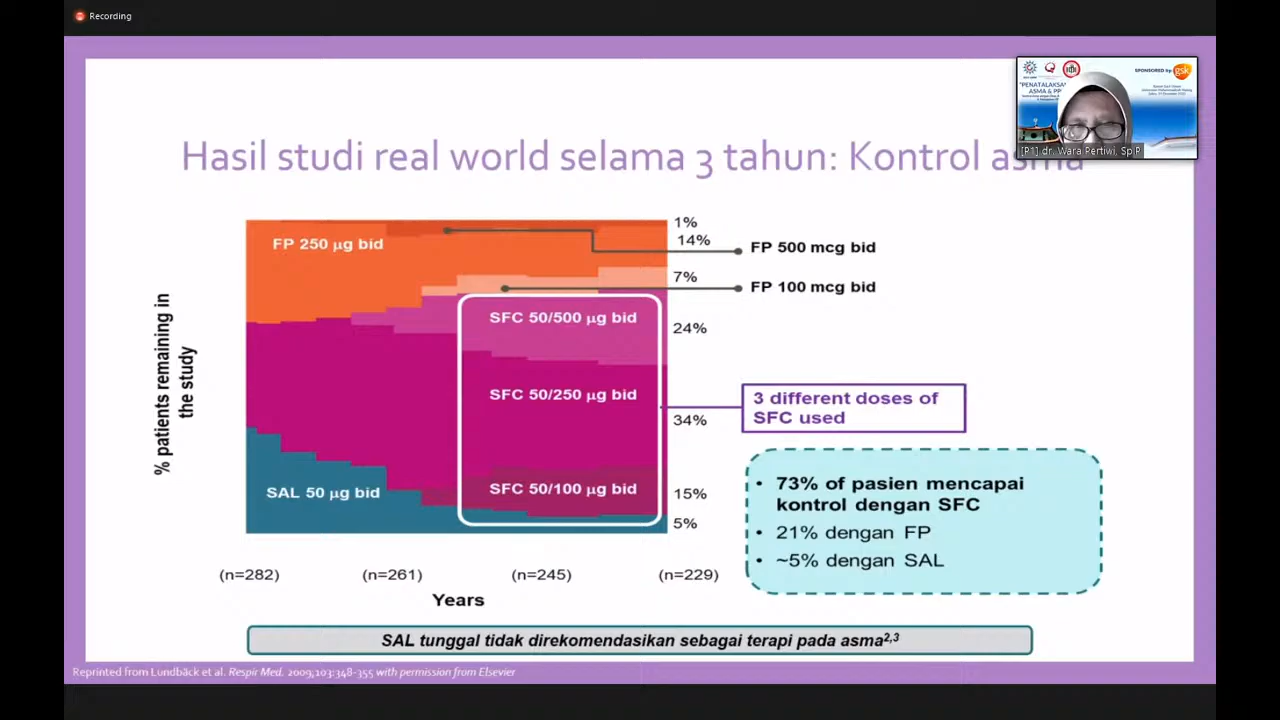 Recording
"PENATALAKSA
ASMA & PP
SPONSORED by
gsk
[P1] dr. Wara Pertiwi, SpJP
Hasil studi real world selama 3 tahun: Kontrol asma
% patients remaining in
the study
FP 250 µg bid
SAL 50 µg bid
SFC 50/500 µg bid
SFC 50/250 µg bid
SFC 50/100 µg bid
1%
14%
7%
24%
34%
15%
5%
FP 500 mcg bid
FP 100 mcg bid
3 different doses of
SFC used
• 73% of pasien mencapai
kontrol dengan SFC
• 21% dengan FP
• ~5% dengan SAL
(n=282) (n=261) (n=245) (n=229)
Years
SAL tunggal tidak direkomendasikan sebagai terapi pada asma2,3
Reprinted from Lundbäck et al. Respir Med. 2009;103:348-355 with permission from Elsevier